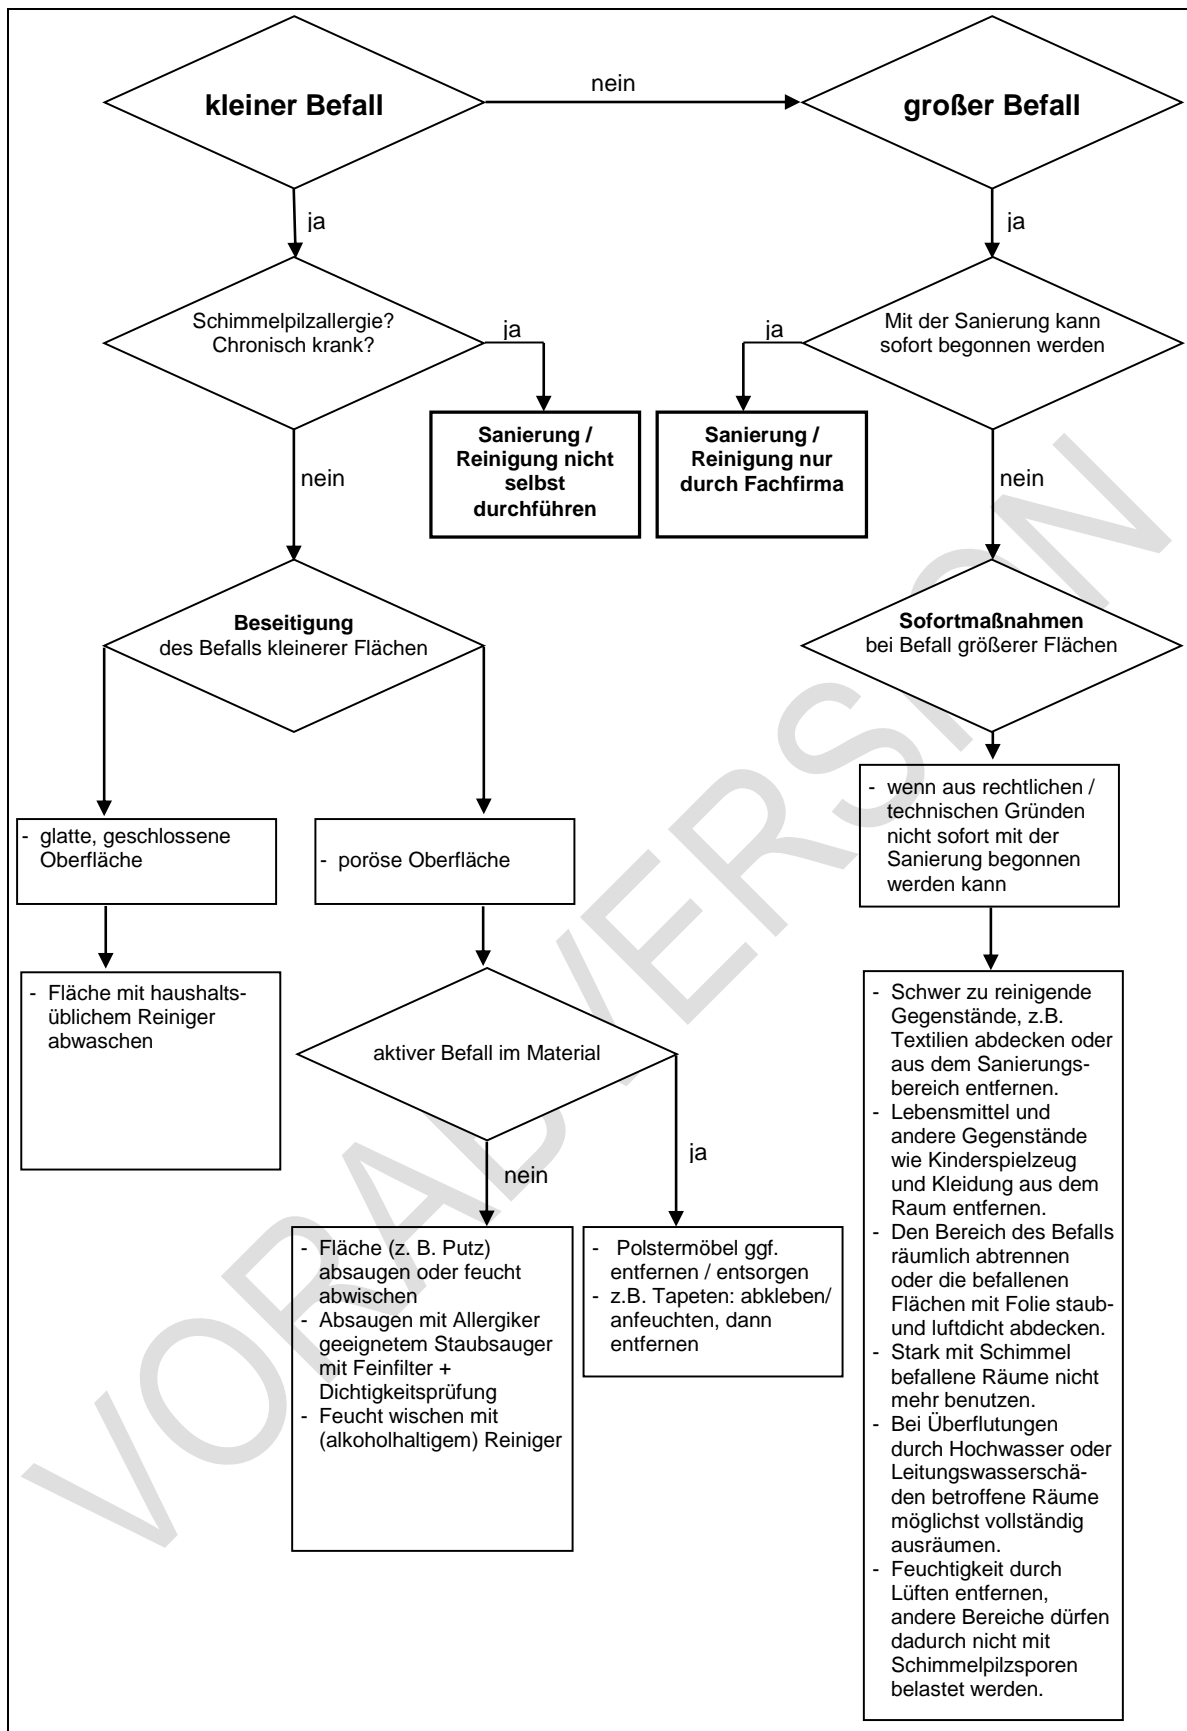 kleiner Befall
nein
großer Befall
ja
ja
Schimmelpilzallergie?
Chronisch krank?
ja
ja
Mit der Sanierung kann
sofort begonnen werden
Sanierung /
Reinigung nicht
selbst
durchführen
Sanierung /
Reinigung nur
durch Fachfirma
nein
nein
Beseitigung
des Befalls kleinerer Flächen
Sofortmaßnahmen
bei Befall größerer Flächen
- glatte, geschlossene
Oberfläche
- poröse Oberfläche
- wenn aus rechtlichen /
technischen Gründen
nicht sofort mit der
Sanierung begonnen
werden kann
- Fläche mit haushalts-
üblichem Reiniger
abwaschen
aktiver Befall im Material
nein
ja
- Fläche (z. B. Putz)
absaugen oder feucht
abwischen
- Absaugen mit Allergiker
geeignetem Staubsauger
mit Feinfilter +
Dichtigkeitsprüfung
- Feucht wischen mit
(alkoholhaltigem) Reiniger
- Polstermöbel ggf.
entfernen / entsorgen
- z.B. Tapeten: abkleben/
anfeuchten, dann
entfernen
- Schwer zu reinigende
Gegenstände, z.B.
Textilien abdecken oder
aus dem Sanierungs-
bereich entfernen.
- Lebensmittel und
andere Gegenstände
wie Kinderspielzeug
und Kleidung aus dem
Raum entfernen.
- Den Bereich des Befalls
räumlich abtrennen
oder die befallenen
Flächen mit Folie staub-
und luftdicht abdecken.
- Stark mit Schimmel
befallene Räume nicht
mehr benutzen.
- Bei Überflutungen
durch Hochwasser oder
Leitungswasserschä-
den betroffene Räume
möglichst vollständig
ausräumen.
- Feuchtigkeit durch
Lüften entfernen,
andere Bereiche dürfen
dadurch nicht mit
Schimmelpilzsporen
belastet werden.
VORABVERSION